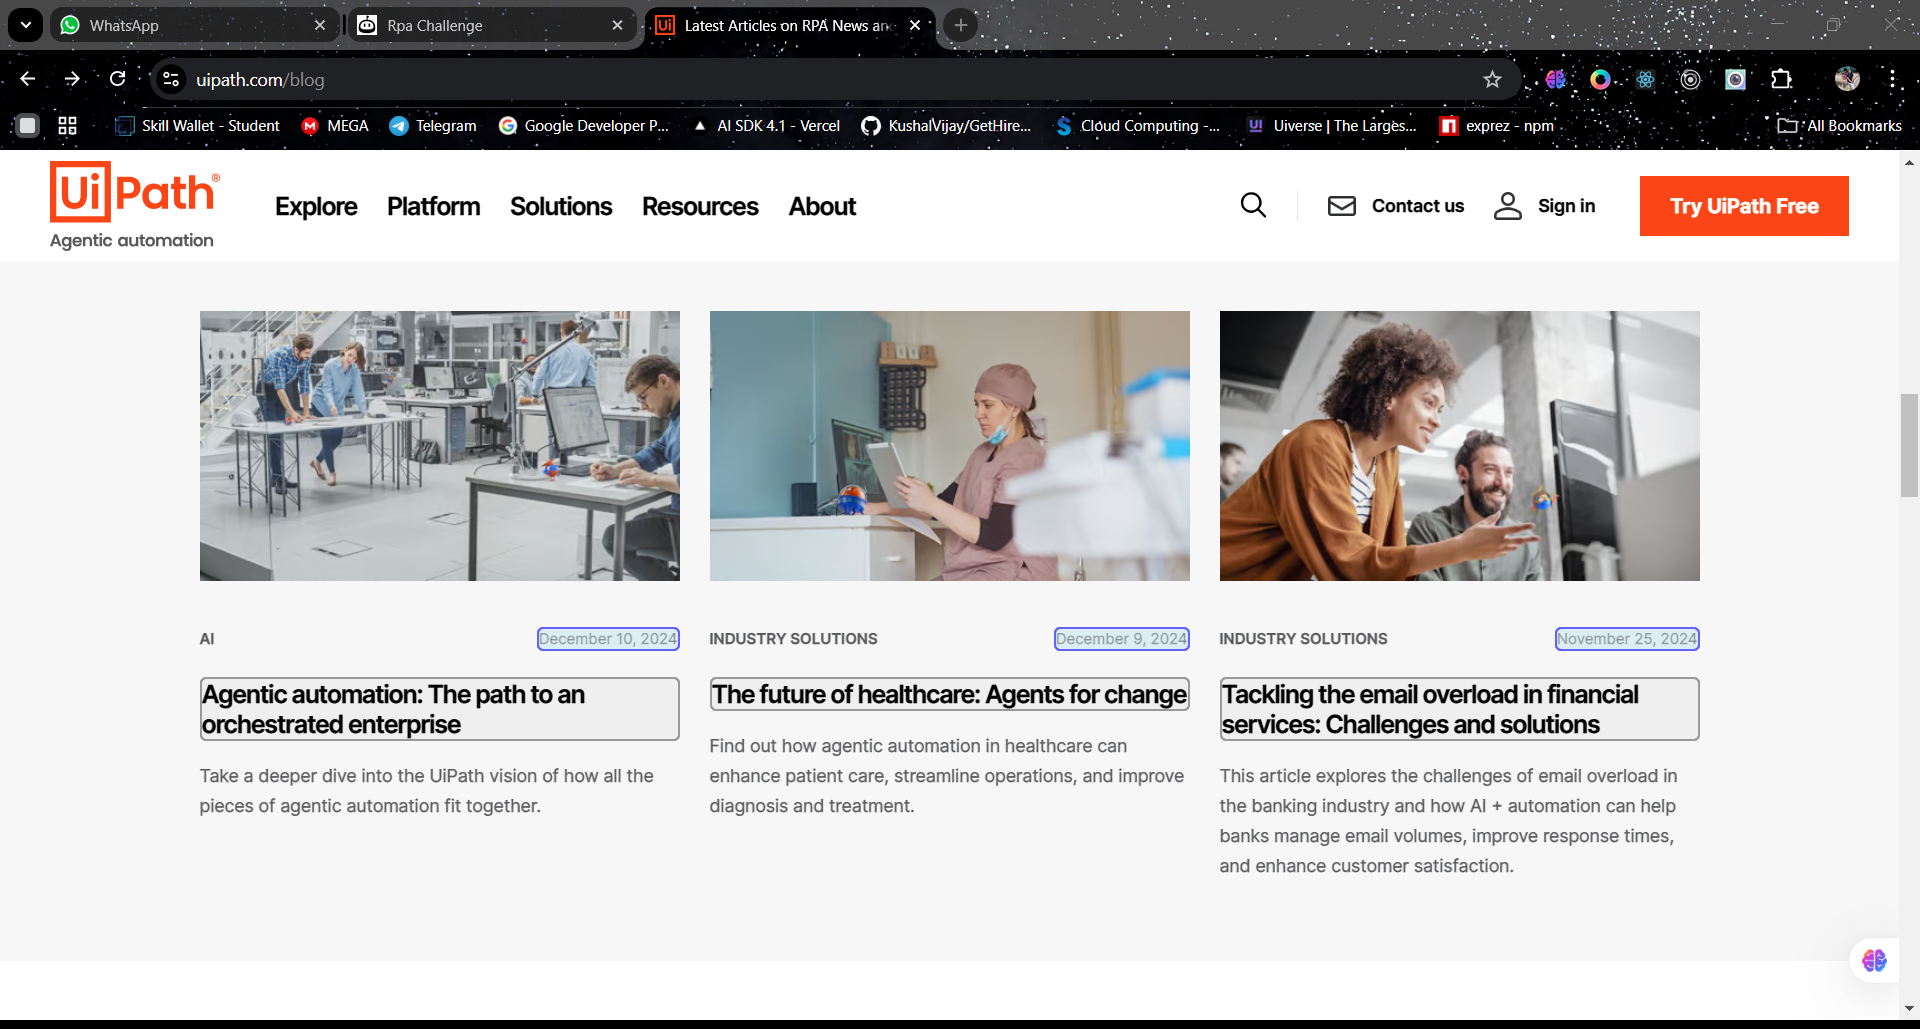 WhatsApp
Rpa Challenge
Latest Articles on RPA News an
uipath.com/blog
Skill Wallet - Student
MEGA
Telegram
Google Developer P...
AI SDK 4.1 - Vercel
KushalVijay/GetHire...
Cloud Computing -...
Uiverse | The Larges...
exprez - npm
All Bookmarks
UiPath®
Agentic automation
Explore
Platform
Solutions
Resources
About
Contact us
Sign in
Try UiPath Free
AI
December 10, 2024
Agentic automation: The path to an
orchestrated enterprise
Take a deeper dive into the UiPath vision of how all the
pieces of agentic automation fit together.
INDUSTRY SOLUTIONS
December 9, 2024
The future of healthcare: Agents for change
Find out how agentic automation in healthcare can
enhance patient care, streamline operations, and improve
diagnosis and treatment.
INDUSTRY SOLUTIONS
November 25, 2024
Tackling the email overload in financial
services: Challenges and solutions
This article explores the challenges of email overload in
the banking industry and how AI + automation can help
banks manage email volumes, improve response times,
and enhance customer satisfaction.